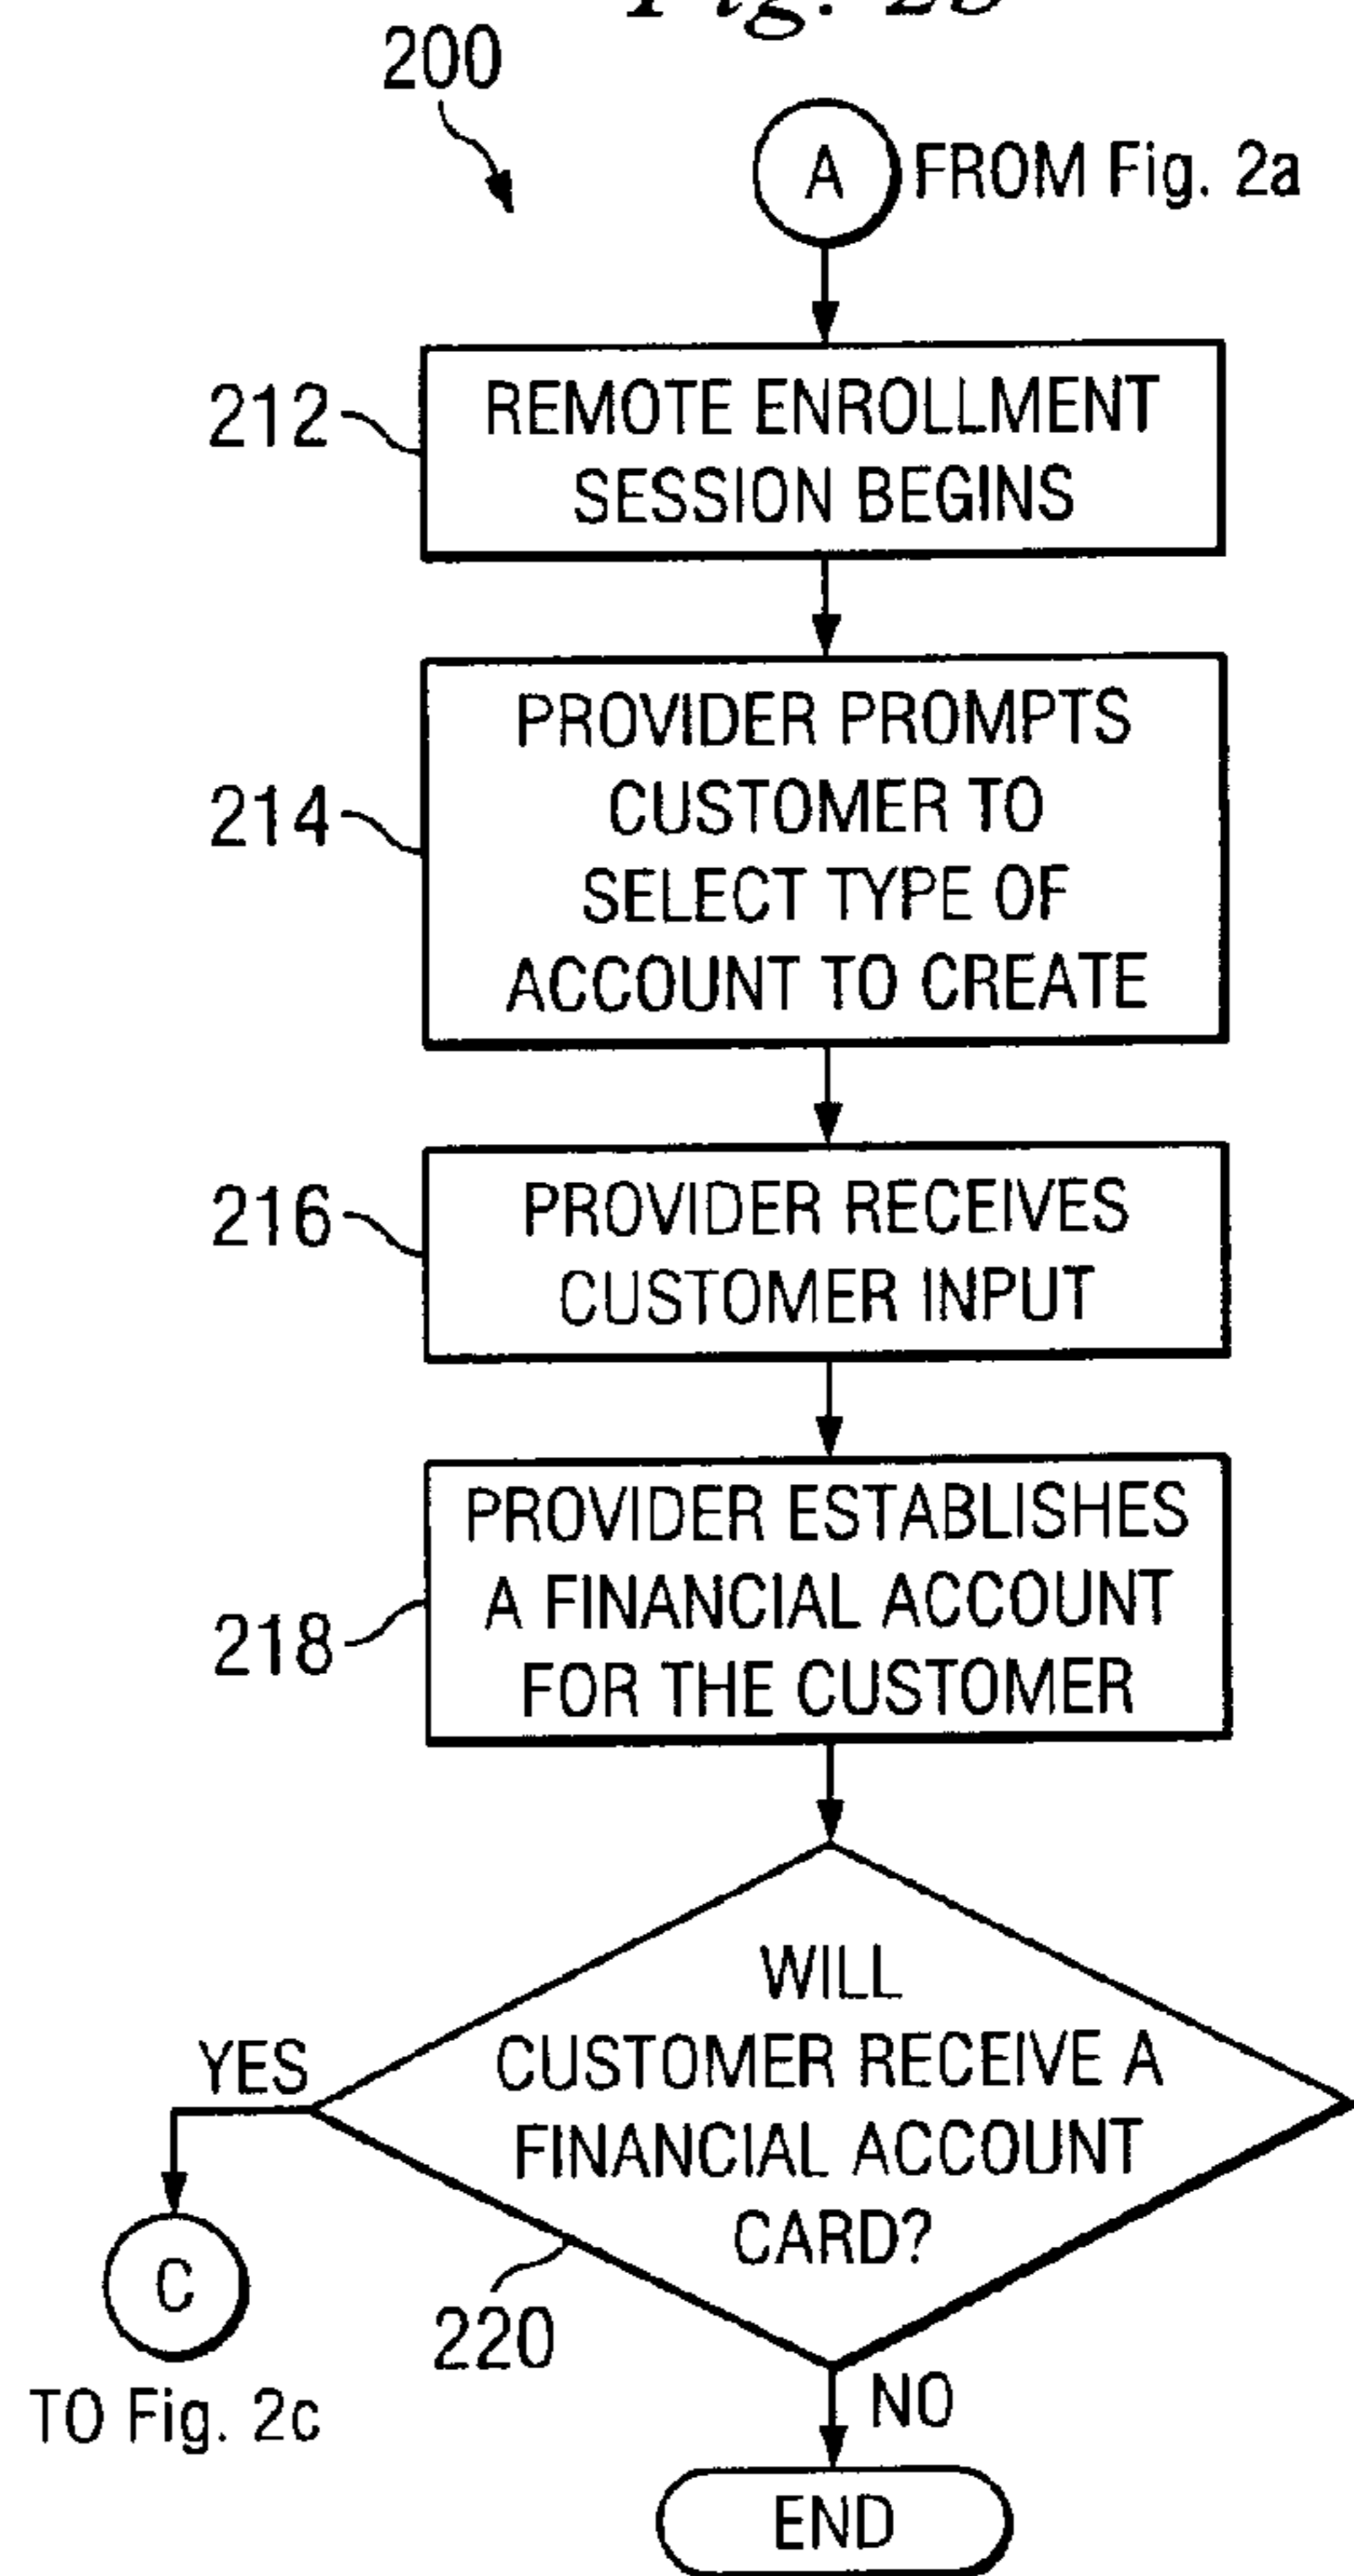 Fig. 2b
200
A FROM Fig. 2a
212
REMOTE ENROLLMENT
SESSION BEGINS
214
PROVIDER PROMPTS
CUSTOMER TO
SELECT TYPE OF
ACCOUNT TO CREATE
216
PROVIDER RECEIVES
CUSTOMER INPUT
218
PROVIDER ESTABLISHES
A FINANCIAL ACCOUNT
FOR THE CUSTOMER
WILL
CUSTOMER RECEIVE A
FINANCIAL ACCOUNT
CARD?
YES
C
TO Fig. 2c
220
NO
END